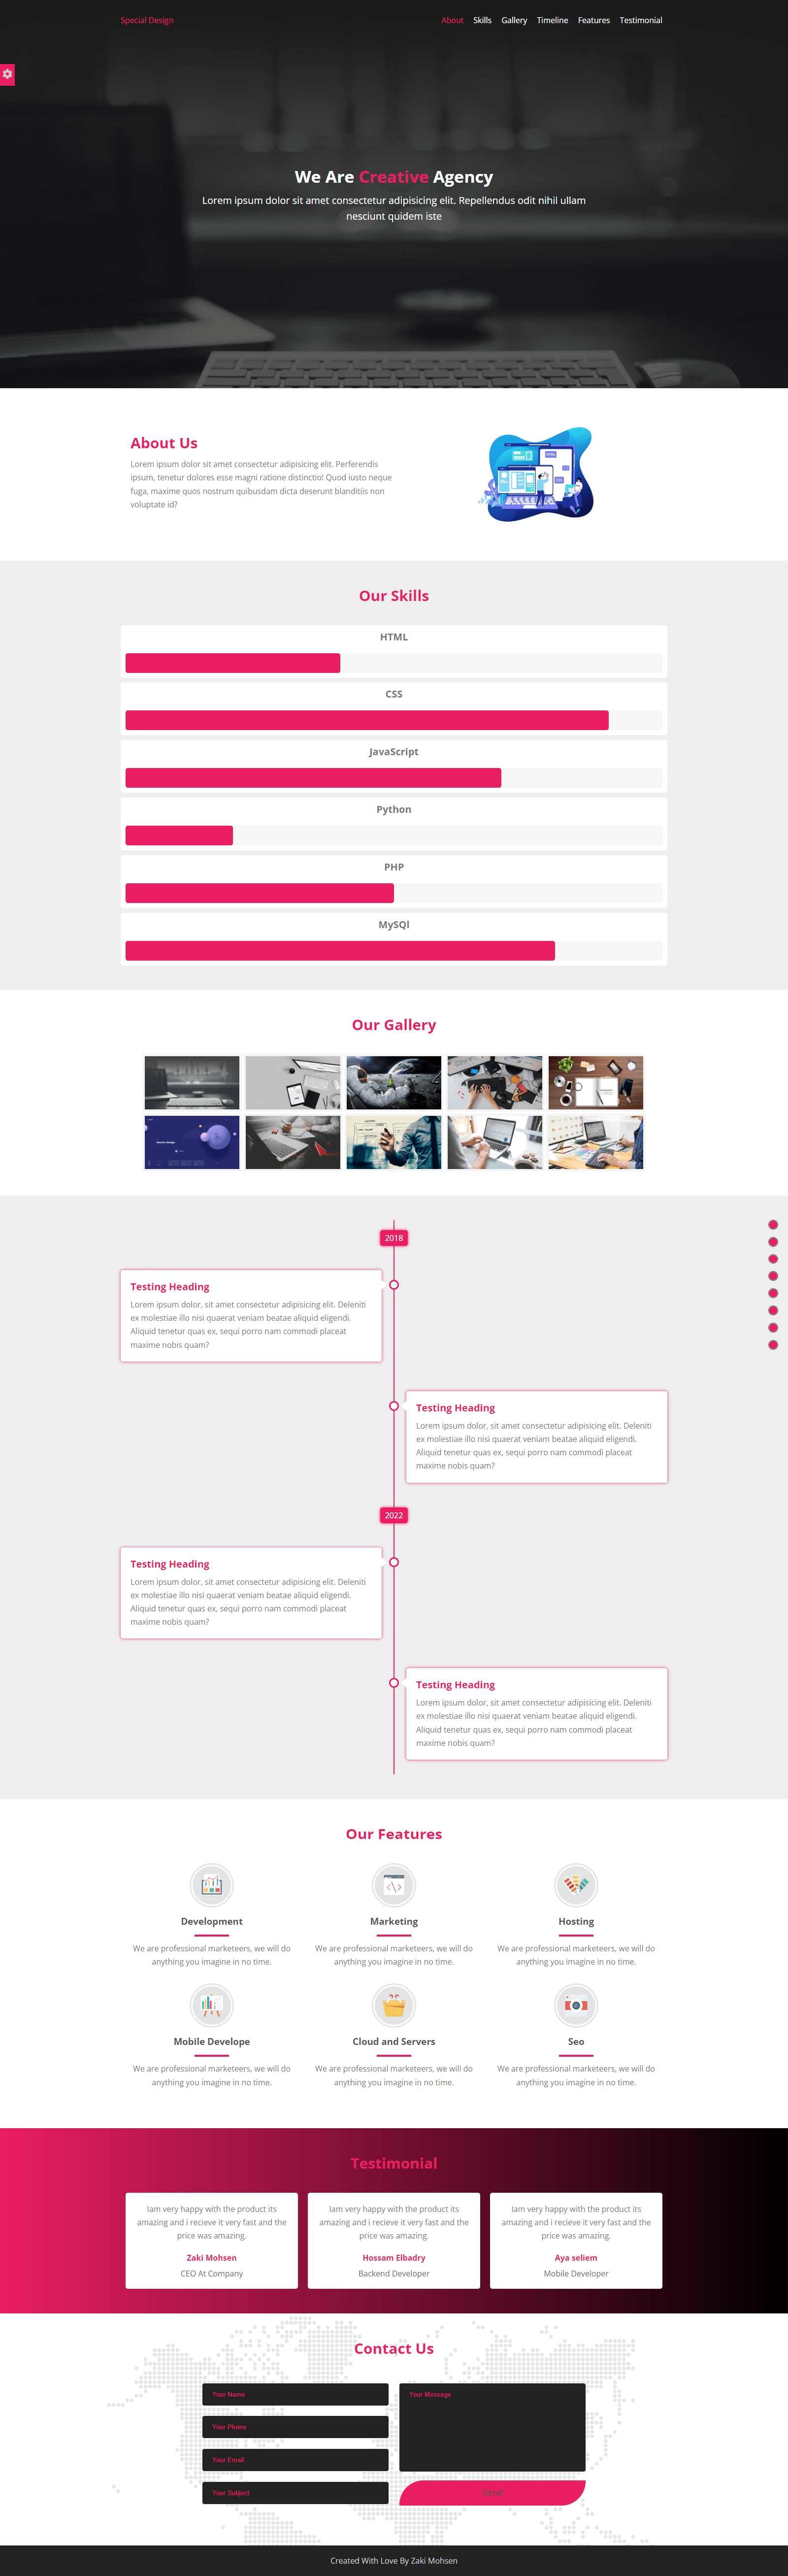 Special Design
About Skills Gallery Timeline Features Testimonial
We Are Creative Agency
Lorem ipsum dolor sit amet consectetur adipisicing elit. Repellendus odit nihil ullam
nesciunt quidem iste
About Us
Lorem ipsum dolor sit amet consectetur adipisicing elit. Perferendis
ipsum, tenetur dolores esse magni ratione distinctio! Quod iusto neque
fuga, maxime quos nostrum quibusdam dicta deserunt blanditiis non
voluptate id?
Our Skills
HTML
CSS
JavaScript
Python
PHP
MySQl
Our Gallery
2018
Testing Heading
Lorem ipsum dolor, sit amet consectetur adipisicing elit. Deleniti
ex molestiae illo nisi quaerat veniam beatae aliquid eligendi.
Aliquid tenetur quas ex, sequi porro nam commodi placeat
maxime nobis quam?
Testing Heading
Lorem ipsum dolor, sit amet consectetur adipisicing elit. Deleniti
ex molestiae illo nisi quaerat veniam beatae aliquid eligendi.
Aliquid tenetur quas ex, sequi porro nam commodi placeat
maxime nobis quam?
2022
Testing Heading
Lorem ipsum dolor, sit amet consectetur adipisicing elit. Deleniti
ex molestiae illo nisi quaerat veniam beatae aliquid eligendi.
Aliquid tenetur quas ex, sequi porro nam commodi placeat
maxime nobis quam?
Testing Heading
Lorem ipsum dolor, sit amet consectetur adipisicing elit. Deleniti
ex molestiae illo nisi quaerat veniam beatae aliquid eligendi.
Aliquid tenetur quas ex, sequi porro nam commodi placeat
maxime nobis quam?
Our Features
Development
We are professional marketeers, we will do
anything you imagine in no time.
Marketing
We are professional marketeers, we will do
anything you imagine in no time.
Hosting
We are professional marketeers, we will do
anything you imagine in no time.
Mobile Develope
We are professional marketeers, we will do
anything you imagine in no time.
Cloud and Servers
We are professional marketeers, we will do
anything you imagine in no time.
Seo
We are professional marketeers, we will do
anything you imagine in no time.
Testimonial
Iam very happy with the product its
amazing and i recieve it very fast and the
price was amazing.
Zaki Mohsen
CEO At Company
Iam very happy with the product its
amazing and i recieve it very fast and the
price was amazing.
Hossam Elbadry
Backend Developer
Iam very happy with the product its
amazing and i recieve it very fast and the
price was amazing.
Aya seliem
Mobile Developer
Contact Us
Your Name
Your Phone
Your Email
Your Subject
Your Message
Created With Love By Zaki Mohsen